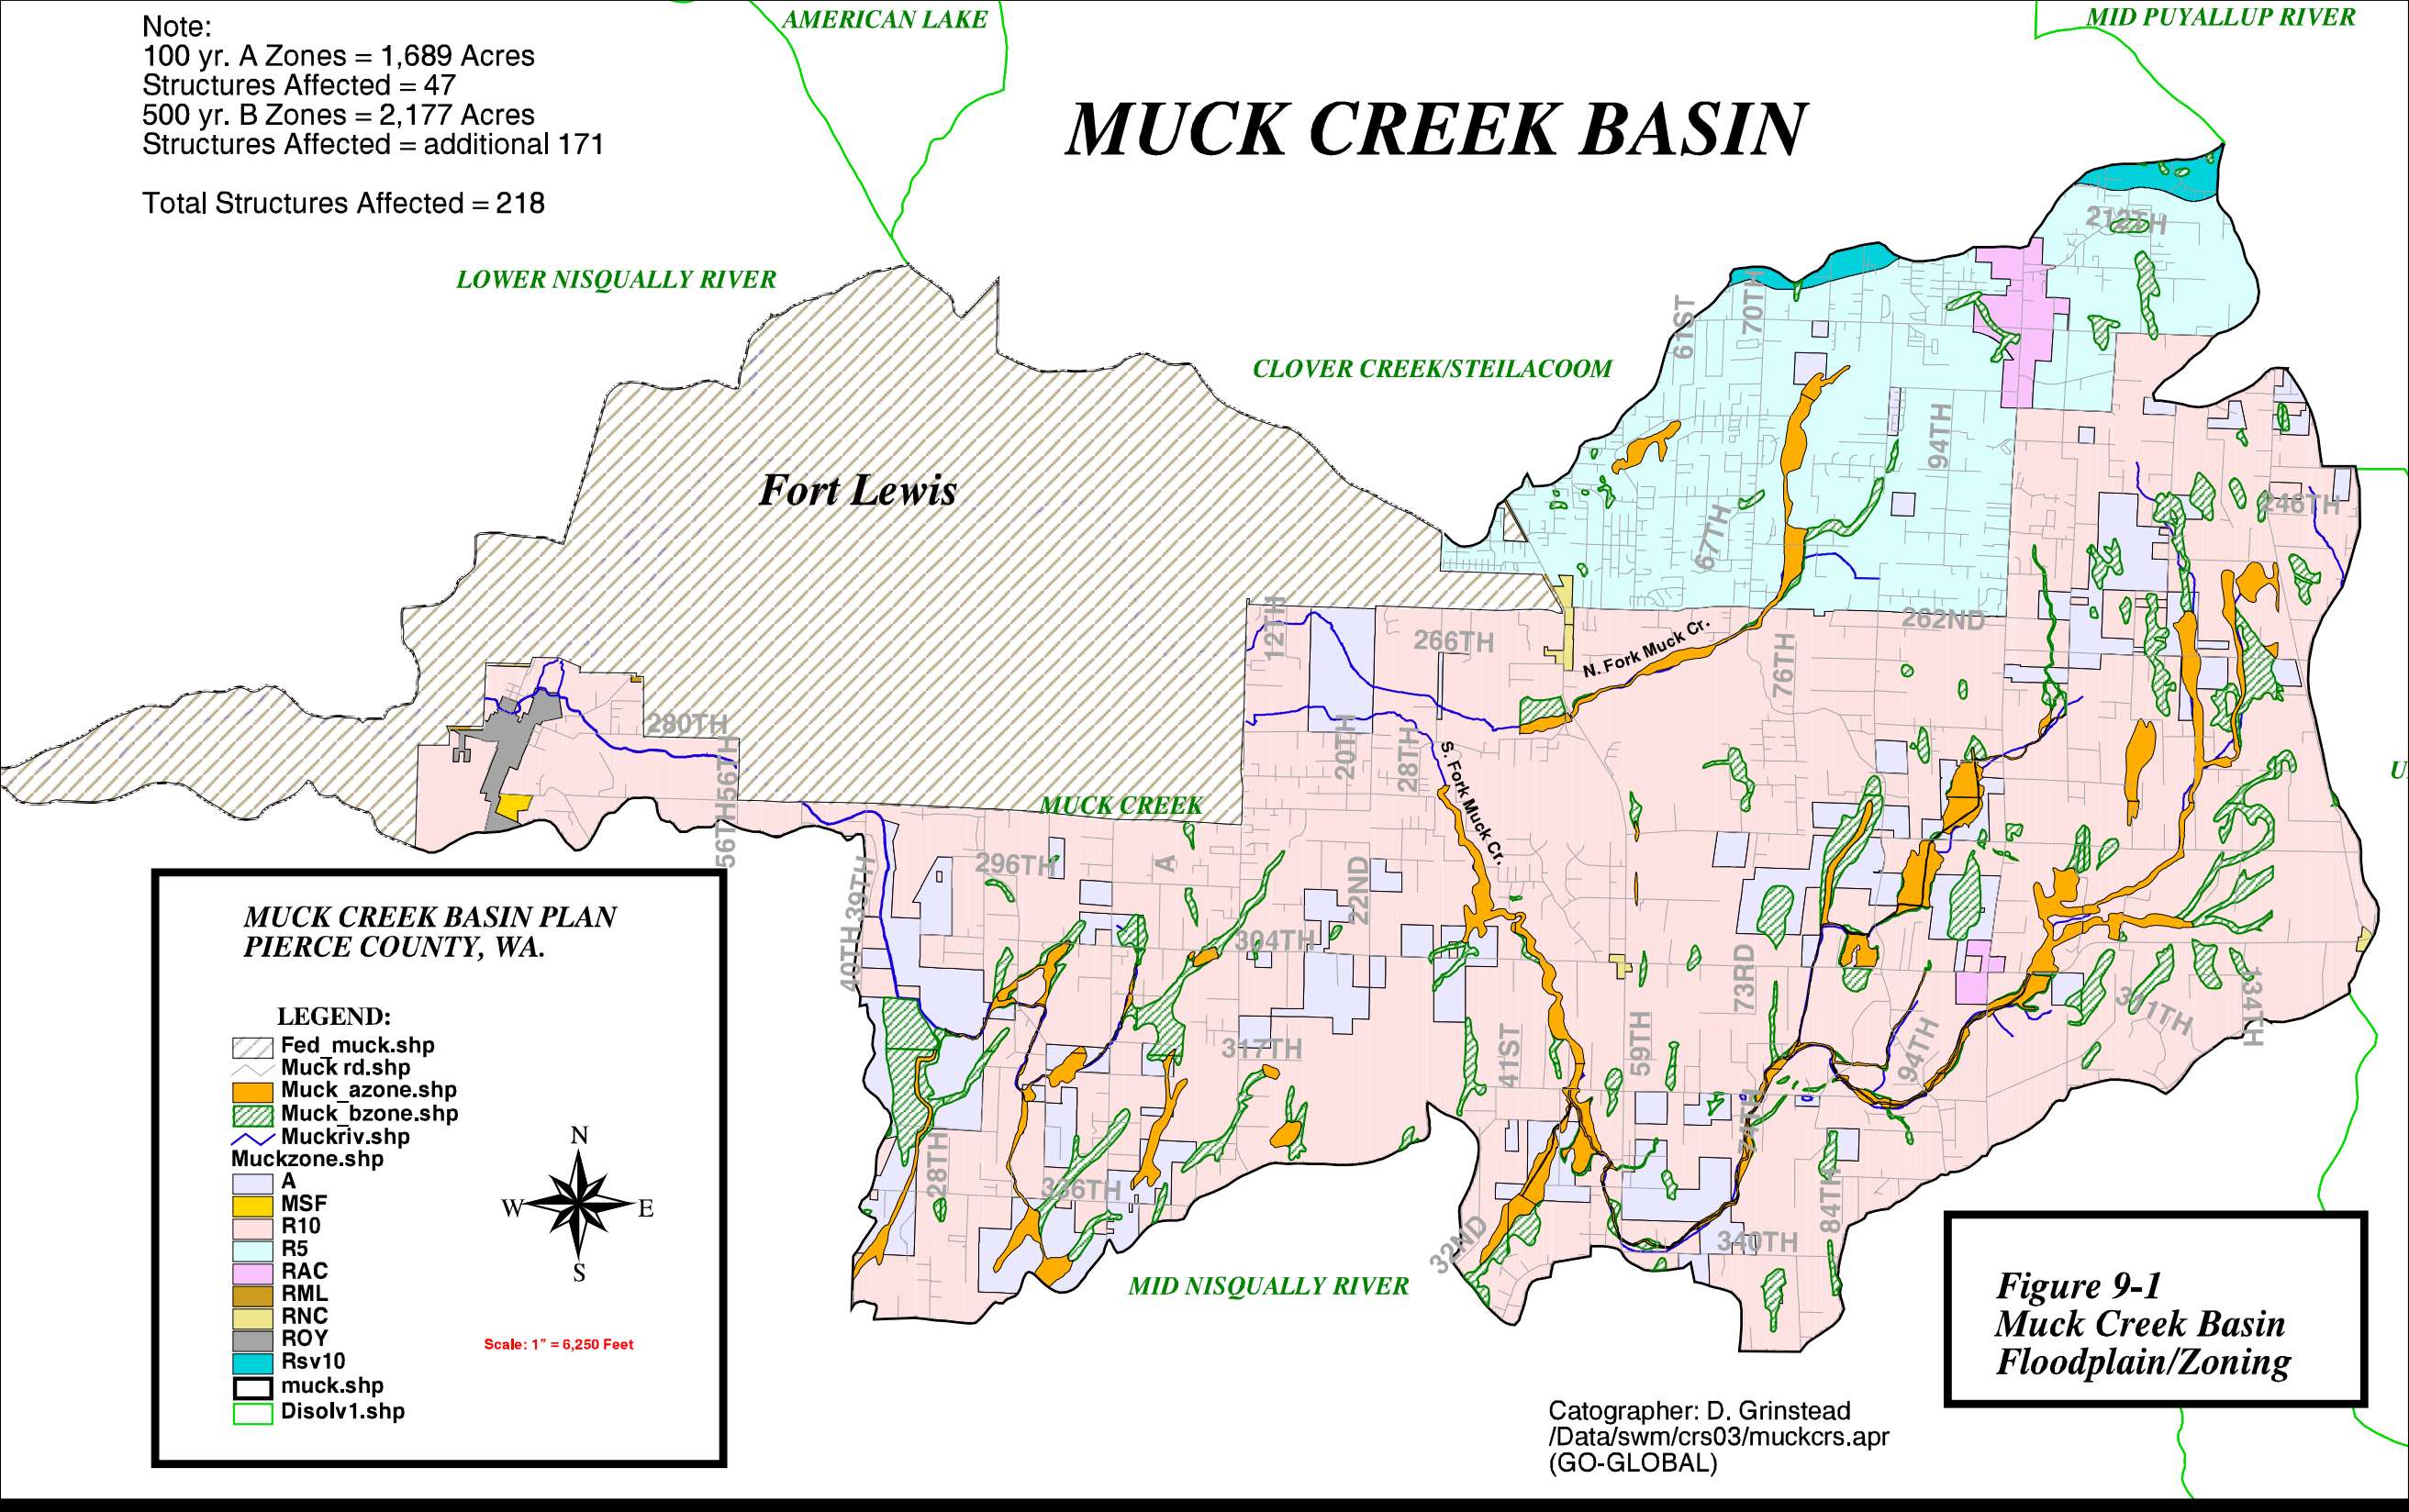 Note:
100 yr. A Zones = 1,689 Acres
Structures Affected = 47
500 yr. B Zones = 2,177 Acres
Structures Affected = additional 171
Total Structures Affected = 218
AMERICAN LAKE
MID PUYALLUP RIVER
MUCK CREEK BASIN
LOWER NISQUALLY RIVER
CLOVER CREEK/STEILACOOM
Fort Lewis
212TH
61ST
70TH
94TH
67TH
246TH
12TH
266TH
262ND
N. Fork Muck Cr.
76TH
280TH
56TH
56TH
20TH
28TH
S. Fork Muck Cr.
MUCK CREEK
U
296TH
A
22ND
39TH
40TH
304TH
73RD
317TH
41ST
59TH
94TH
311TH
134TH
74TH
28TH
336TH
84TH
32ND
340TH
MID NISQUALLY RIVER
MUCK CREEK BASIN PLAN
PIERCE COUNTY, WA.
LEGEND:
Fed_muck.shp
Muck rd.shp
Muck_azone.shp
Muck_bzone.shp
Muckriv.shp
Muckzone.shp
A
MSF
R10
R5
RAC
RML
RNC
ROY
Rsv10
muck.shp
Disolv1.shp
N
W
E
S
Scale: 1" = 6,250 Feet
Figure 9-1
Muck Creek Basin
Floodplain/Zoning
Catographer: D. Grinstead
/Data/swm/crs03/muckcrs.apr
(GO-GLOBAL)